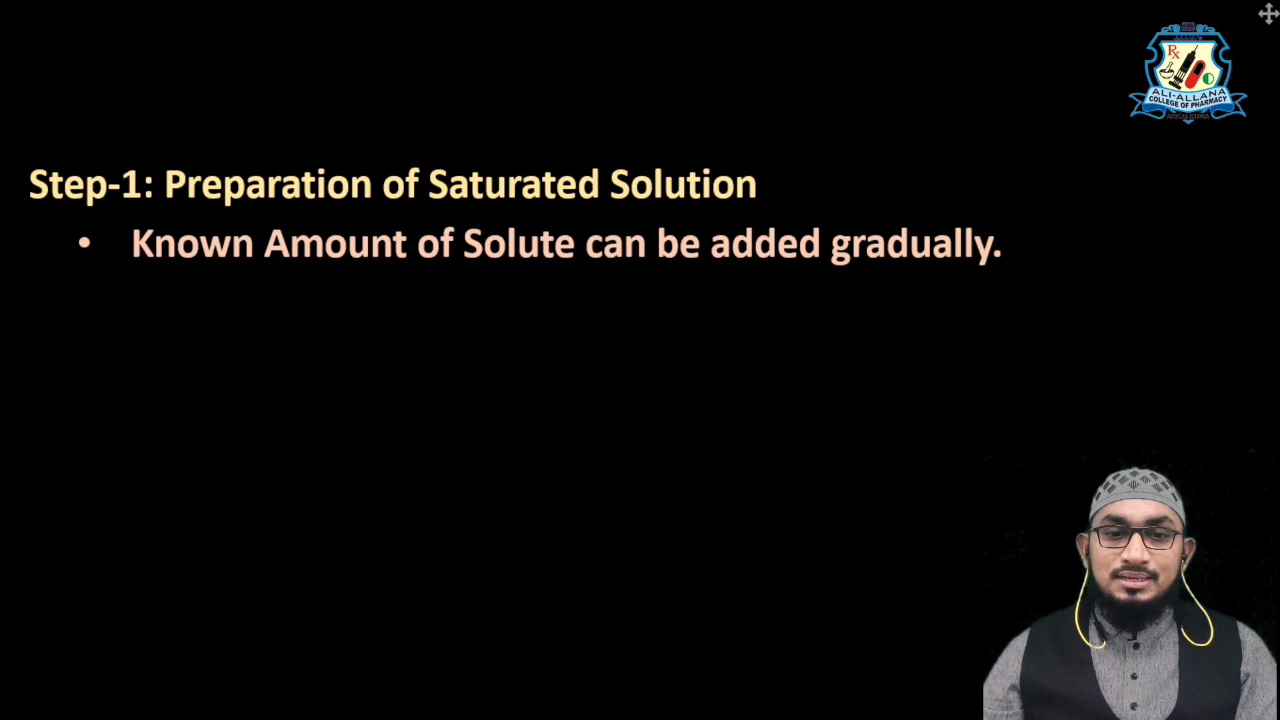 Rx
ALI-ALLANA
COLLEGE OF PHARMACY
Step-1: Preparation of Saturated Solution
• Known Amount of Solute can be added gradually.